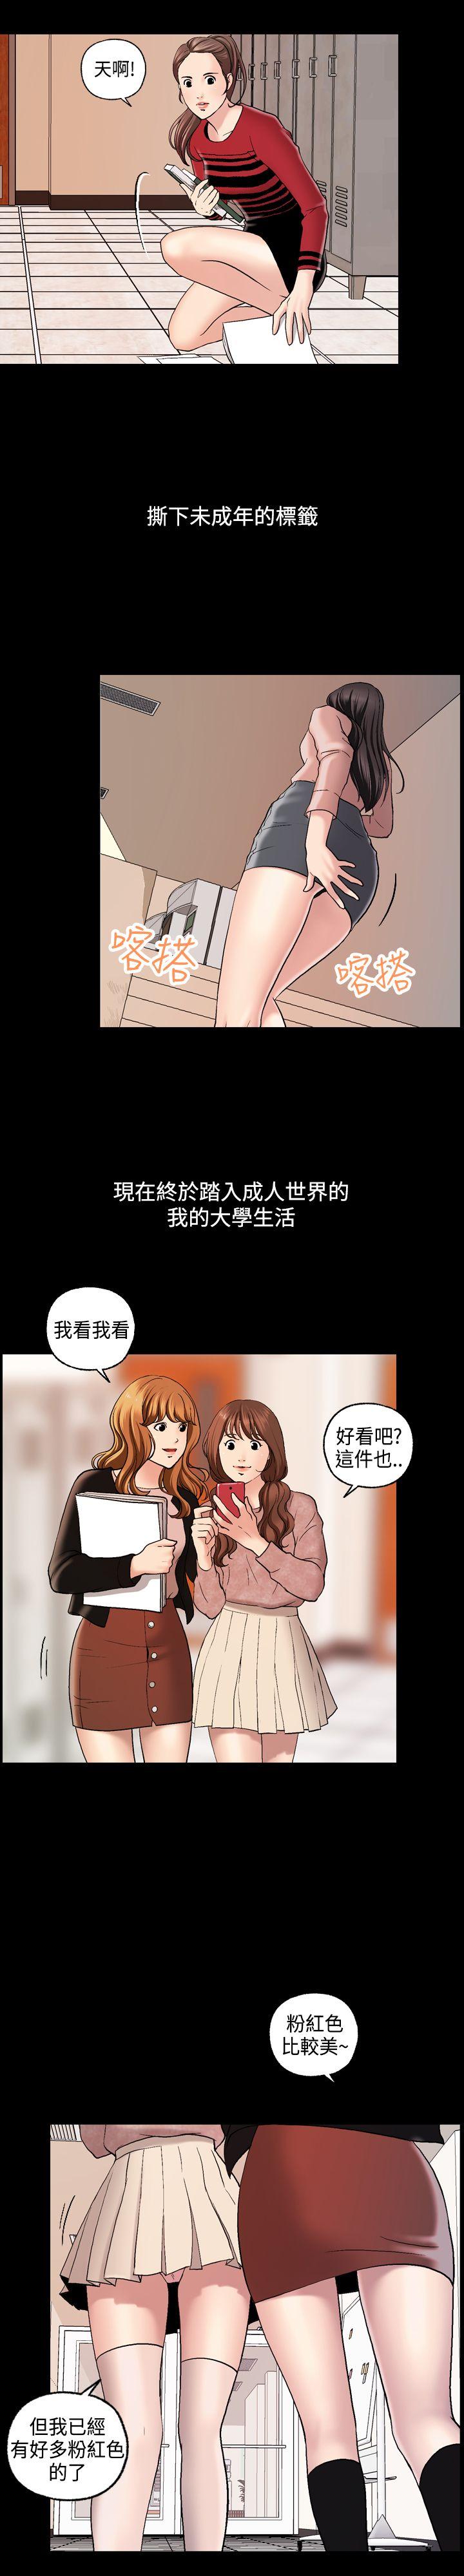 天啊!
撕下未成年的標籤
喀搭
喀搭
現在終於踏入成人世界的
我的大學生活
我看我看
好看吧?
這件也..
粉紅色
比較美~
但我已經
有好多粉紅色
的了